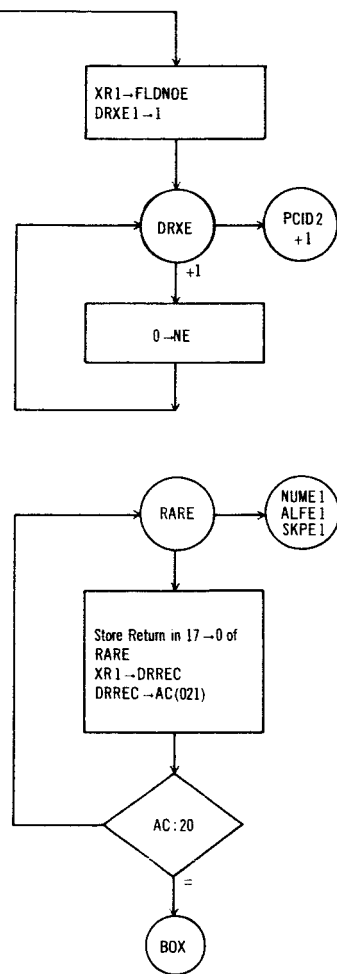 XR1→FLDNOE
DRXE1→1
DRXE
PCID2
+1
+1
0→NE
RARE
NUME1
ALFE1
SKPE1
Store Return in 17→0 of
RARE
XR1→DRREC
DRREC→AC(021)
AC:20
=
BOX